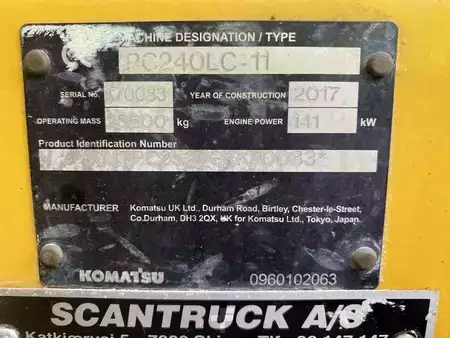 MACHINE DESIGNATION / TYPE
PC240LC-11
SERIAL No. K70083 YEAR OF CONSTRUCTION 2017
OPERATING MASS kg ENGINE POWER 141 kW
Product Identification Number
MANUFACTURER Komatsu UK Ltd., Durham Road, Birtley, Chester-le-Street,
Co.Durham, DH3 2QX, UK for Komatsu Ltd., Tokyo, Japan.
KOMATSU 0960102063
SCANTRUCK A/S